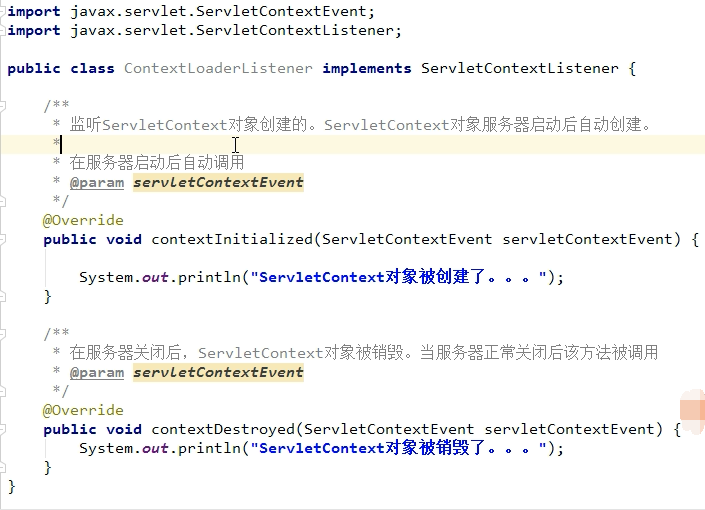 import javax.servlet.ServletContextEvent;
import javax.servlet.ServletContextListener;
public class ContextLoaderListener implements ServletContextListener {
/**
* 监听ServletContext对象创建的。ServletContext对象服务器启动后自动创建。
*
* 在服务器启动后自动调用
* @param servletContextEvent
*/
@Override
public void contextInitialized(ServletContextEvent servletContextEvent) {
System.out.println("ServletContext对象被创建了。。。");
}
/**
* 在服务器关闭后，ServletContext对象被销毁。当服务器正常关闭后该方法被调用
* @param servletContextEvent
*/
@Override
public void contextDestroyed(ServletContextEvent servletContextEvent) {
System.out.println("ServletContext对象被销毁了。。。");
}
}